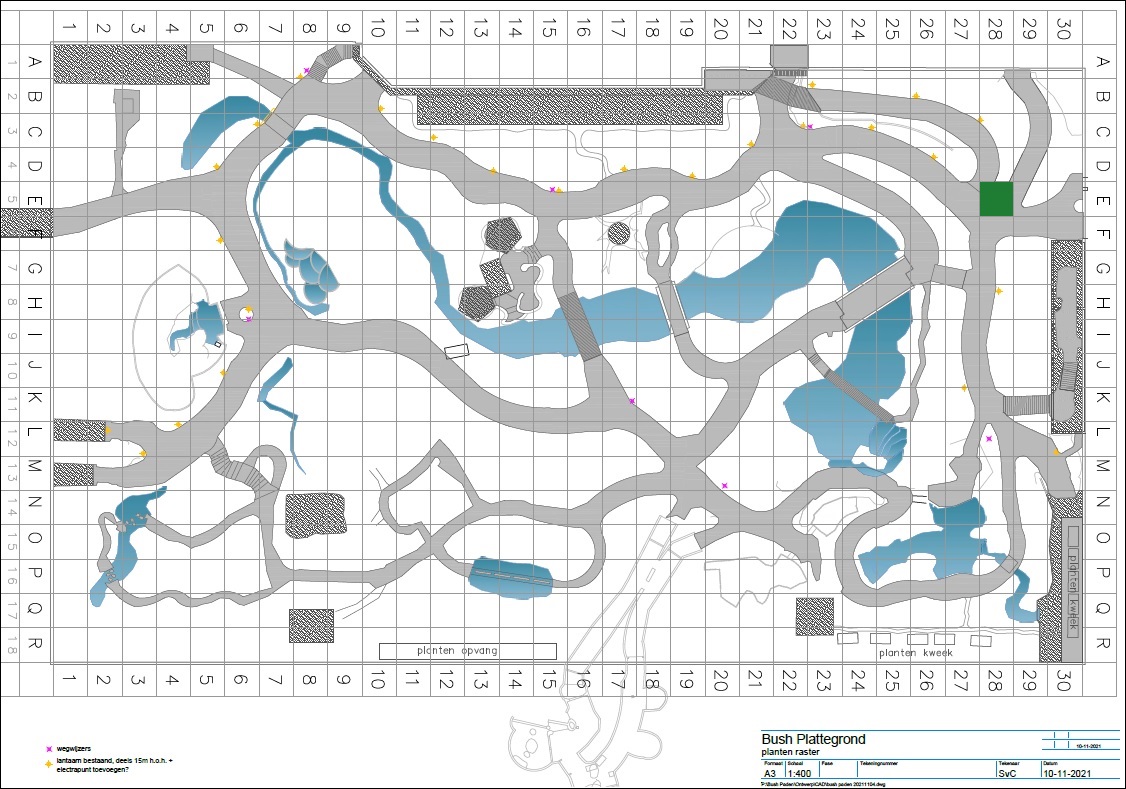 1 2 3 4 5 6 7 8 9 10 11 12 13 14 15 16 17 18 19 20 21 22 23 24 25 26 27 28 29 30
1 A A
2 B B
3 C C
4 D D
5 E E
F F
7 G G
8 H H
9 I I
10 J J
11 K K
12 L L
13 M M
14 N N
15 O O
16 P P
17 Q Q
18 R R
planten kweek
planten opvang
planten kweek
1 2 3 4 5 6 7 8 9 10 11 12 13 14 15 16 17 18 19 20 21 22 23 24 25 26 27 28 29 30
wegwijzers
lantaarn bestaand, deels 15m h.o.h. +
electrapunt toevoegen?
Bush Plattegrond
planten raster
10-11-2021
Formaat Schaal Fase Tekeningnummer Tekenaar Datum
A3 1:400 SvC 10-11-2021
P:\Bush Paden\Ontwerp\CAD\bush paden 20211104.dwg